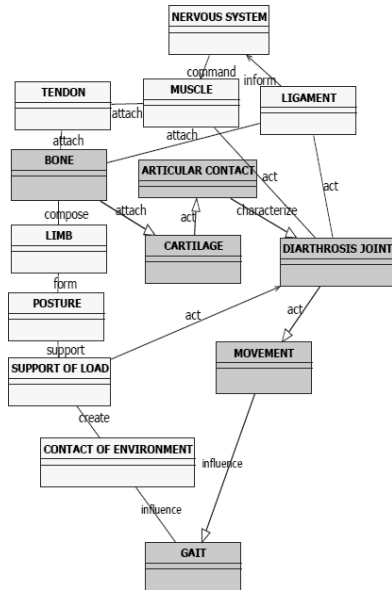 NERVOUS SYSTEM
command
inform
TENDON
MUSCLE
LIGAMENT
attach
attach
attach
BONE
ARTICULAR CONTACT
act
act
compose
attach
act
characterize
LIMB
CARTILAGE
DIARTHROSIS JOINT
form
POSTURE
act
act
support
MOVEMENT
SUPPORT OF LOAD
create
CONTACT OF ENVIRONMENT
influence
influence
GAIT